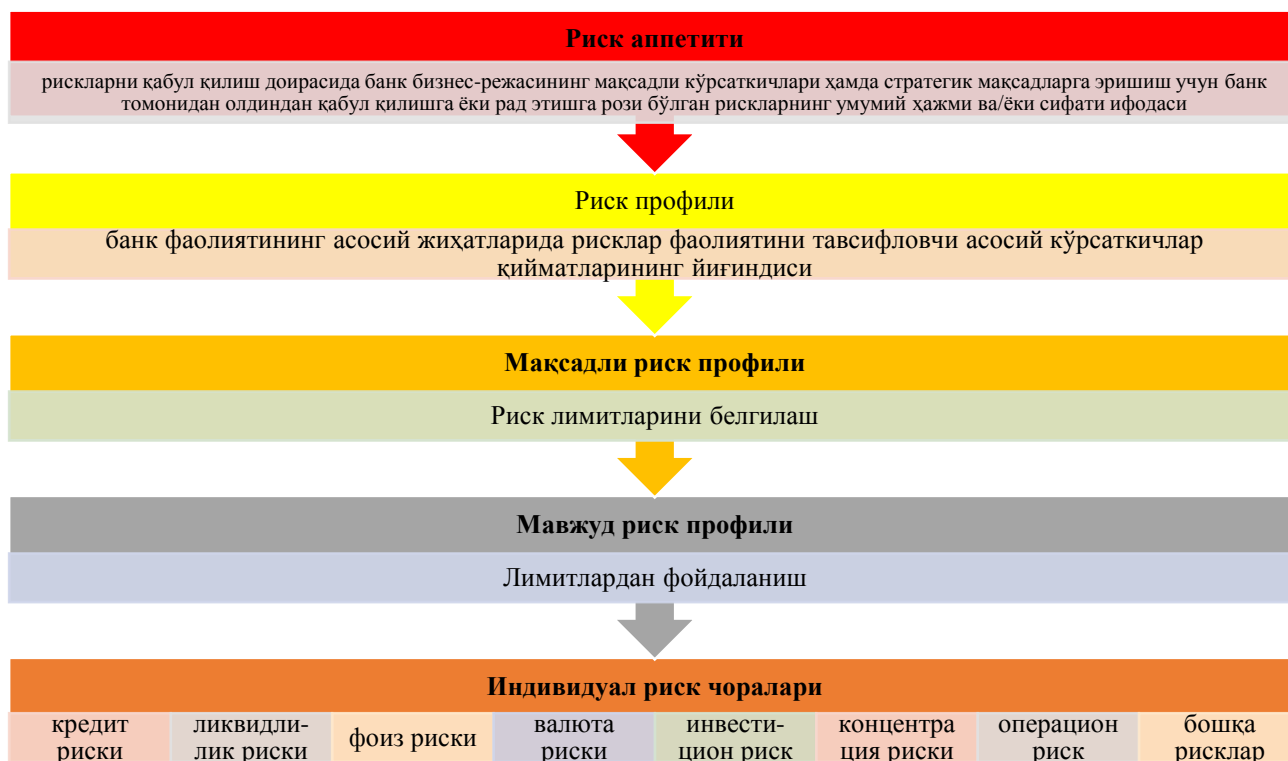 Риск аппетити
рискларни қабул қилиш доирасида банк бизнес-режасининг мақсадли кўрсаткичлари ҳамда стратегик мақсадларга эришиш учун банк
томонидан олдиндан қабул қилишга ёки рад этишга рози бўлган рискларнинг умумий ҳажми ва/ёки сифати ифодаси
Риск профили
банк фаолиятининг асосий жиҳатларида рисклар фаолиятини тавсифловчи асосий кўрсаткичлар
қийматларининг йиғиндиси
Мақсадли риск профили
Риск лимитларини белгилаш
Мавжуд риск профили
Лимитлардан фойдаланиш
Индивидуал риск чоралари
кредит
риски
ликвидли-
лик риски
фоиз риски
валюта
риски
инвести-
цион риск
концентра
ция риски
операцион
риск
бошқа
рисклар